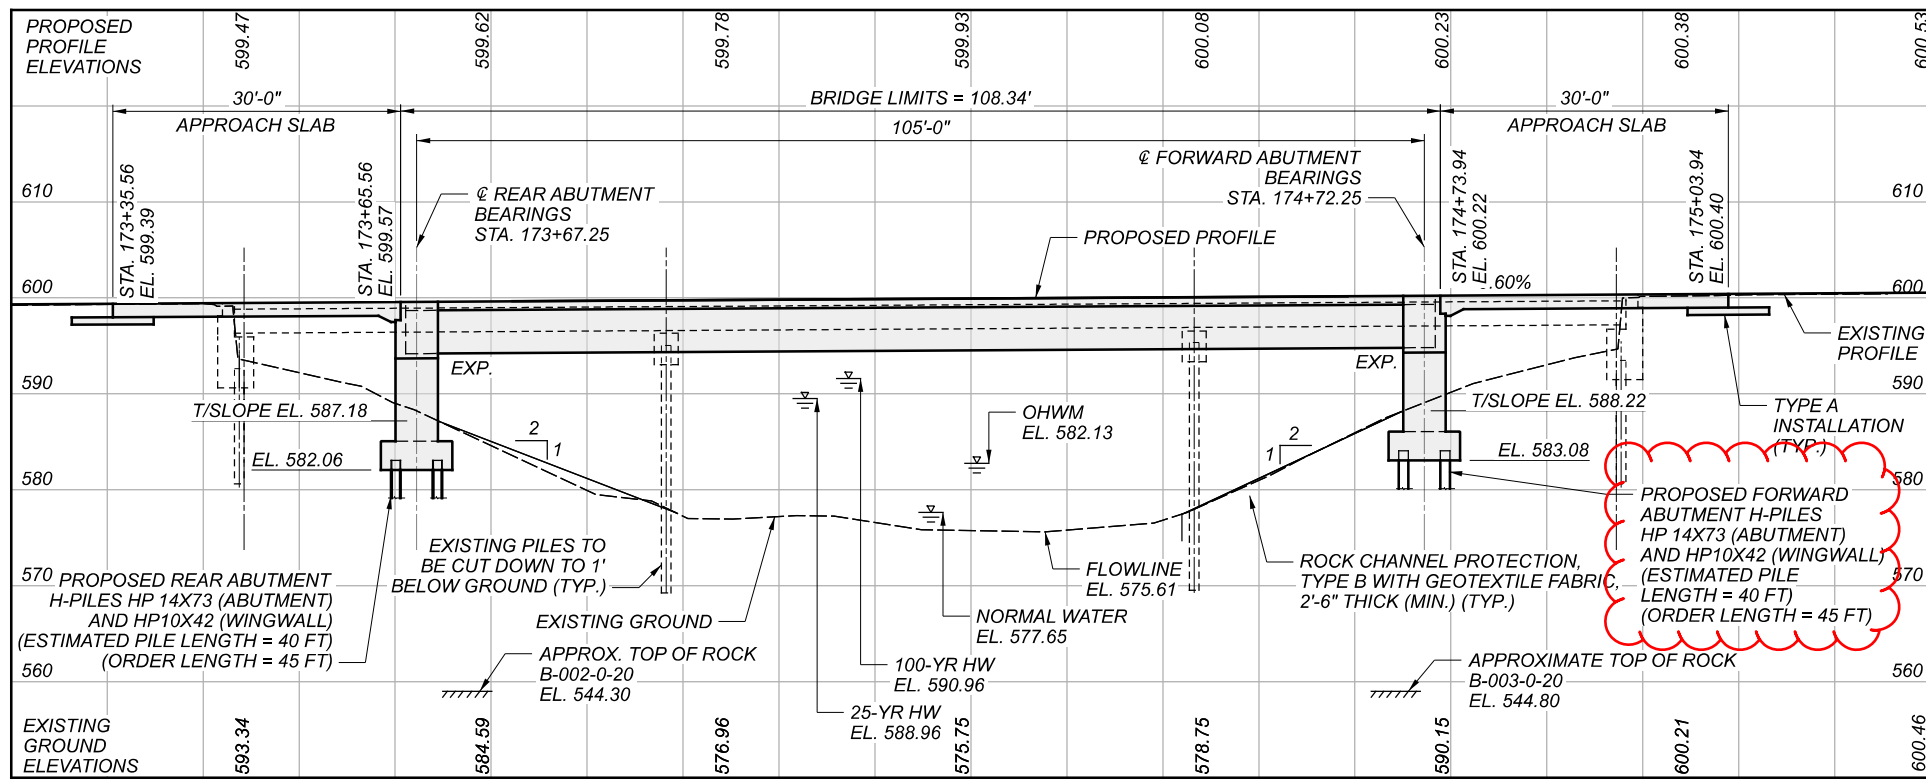 PROPOSED
PROFILE
ELEVATIONS
599.47
599.62
599.78
599.93
600.08
600.23
600.38
600.53
30'-0"
APPROACH SLAB
BRIDGE LIMITS = 108.34'
105'-0"
30'-0"
APPROACH SLAB
STA. 173+35.56
EL. 599.39
STA. 173+65.56
EL. 599.57
℄ REAR ABUTMENT
BEARINGS
STA. 173+67.25
℄ FORWARD ABUTMENT
BEARINGS
STA. 174+72.25
STA. 174+73.94
EL. 600.22
STA. 175+03.94
EL. 600.40
PROPOSED PROFILE
.60%
610
610
600
600
EXISTING
PROFILE
EXP.
EXP.
590
590
T/SLOPE EL. 587.18
T/SLOPE EL. 588.22
2
1
2
1
OHWM
EL. 582.13
TYPE A
INSTALLATION
(TYP.)
EL. 582.06
EL. 583.08
580
580
PROPOSED FORWARD
ABUTMENT H-PILES
HP 14X73 (ABUTMENT)
AND HP10X42 (WINGWALL)
(ESTIMATED PILE
LENGTH = 40 FT)
(ORDER LENGTH = 45 FT)
EXISTING PILES TO
BE CUT DOWN TO 1'
BELOW GROUND (TYP.)
FLOWLINE
EL. 575.61
ROCK CHANNEL PROTECTION,
TYPE B WITH GEOTEXTILE FABRIC,
2'-6" THICK (MIN.) (TYP.)
570
570
PROPOSED REAR ABUTMENT
H-PILES HP 14X73 (ABUTMENT)
AND HP10X42 (WINGWALL)
(ESTIMATED PILE LENGTH = 40 FT)
(ORDER LENGTH = 45 FT)
EXISTING GROUND
NORMAL WATER
EL. 577.65
APPROX. TOP OF ROCK
B-002-0-20
EL. 544.30
100-YR HW
EL. 590.96
25-YR HW
EL. 588.96
APPROXIMATE TOP OF ROCK
B-003-0-20
EL. 544.80
560
560
EXISTING
GROUND
ELEVATIONS
593.34
584.59
576.96
575.75
578.75
590.15
600.21
600.46